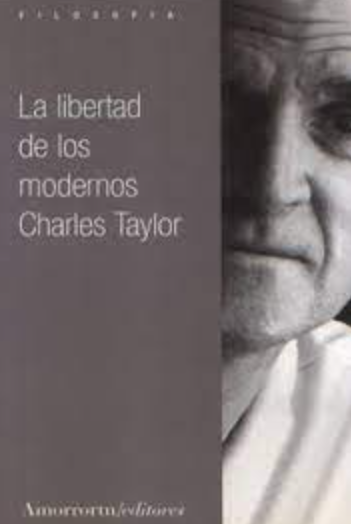 FILOSOFÍA
La libertad
de los
modernos
Charles Taylor
Amorrortu/editores